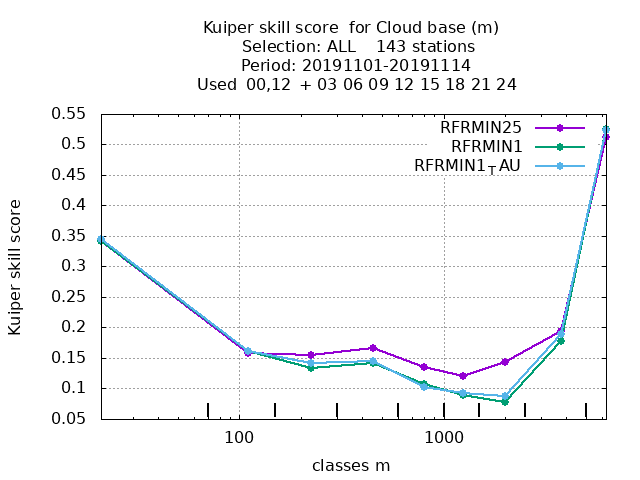 Kuiper skill score  for Cloud base (m)
Selection: ALL    143 stations
Period: 20191101-20191114
Used  00,12  + 03 06 09 12 15 18 21 24
0.55
0.5
0.45
0.4
0.35
0.3
0.25
0.2
0.15
0.1
0.05
Kuiper skill score
RFRMIN25
RFRMIN1
RFRMIN1TAU
100
1000
classes m